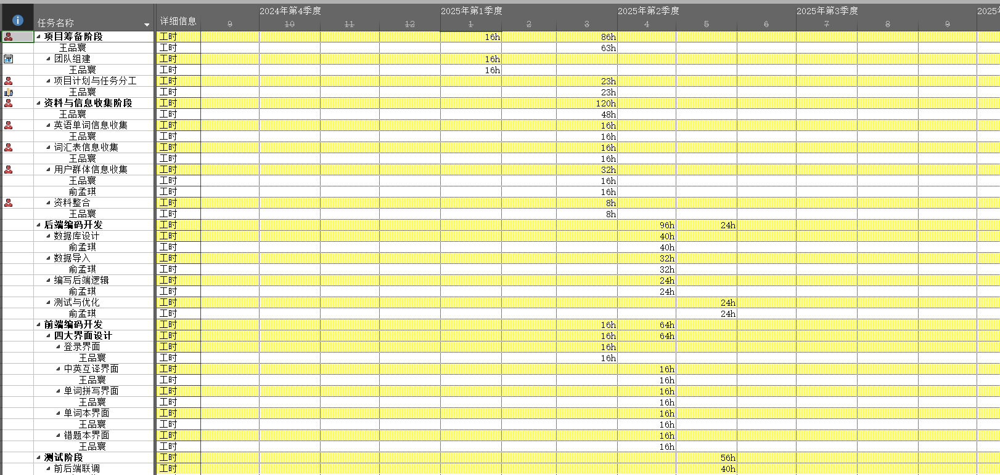 2024年第4季度 2025年第1季度 2025年第2季度 2025年第3季度 2025年
任务名称 详细信息 9 10 11 12 1 2 3 4 5 6 7 8 9
项目筹备阶段 工时 16h 86h
王品寰 工时 63h
团队组建 工时 16h
王品寰 工时 16h
项目计划与任务分工 工时 23h
王品寰 工时 23h
资料与信息收集阶段 工时 120h
王品寰 工时 48h
英语单词信息收集 工时 16h
王品寰 工时 16h
词汇表信息收集 工时 16h
王品寰 工时 16h
用户群体信息收集 工时 32h
王品寰 工时 16h
俞孟琪 工时 16h
资料整合 工时 8h
王品寰 工时 8h
后端编码开发 工时 96h 24h
数据库设计 工时 40h
俞孟琪 工时 40h
数据导入 工时 32h
俞孟琪 工时 32h
编写后端逻辑 工时 24h
俞孟琪 工时 24h
测试与优化 工时 24h
俞孟琪 工时 24h
前端编码开发 工时 16h 64h
四大界面设计 工时 16h 64h
登录界面 工时 16h
王品寰 工时 16h
中英互译界面 工时 16h
王品寰 工时 16h
单词拼写界面 工时 16h
王品寰 工时 16h
单词本界面 工时 16h
王品寰 工时 16h
错题本界面 工时 16h
王品寰 工时 16h
测试阶段 工时 56h
前后端联调 工时 40h